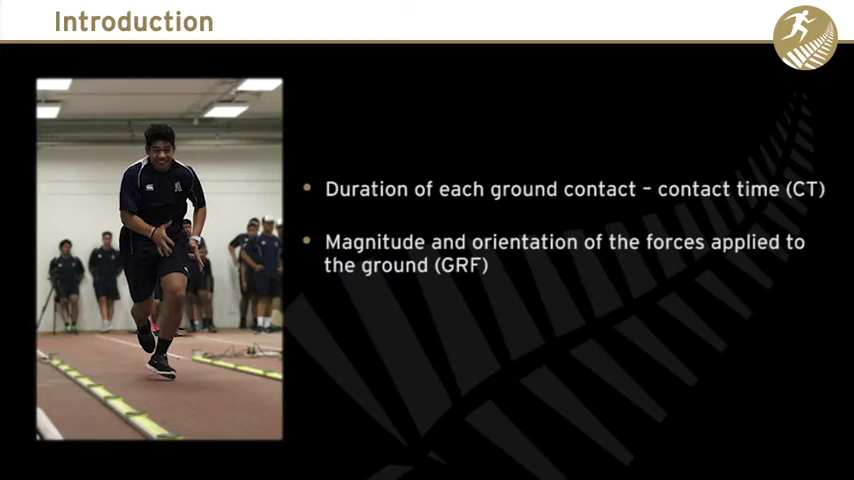 Introduction
Duration of each ground contact – contact time (CT)
Magnitude and orientation of the forces applied to
the ground (GRF)